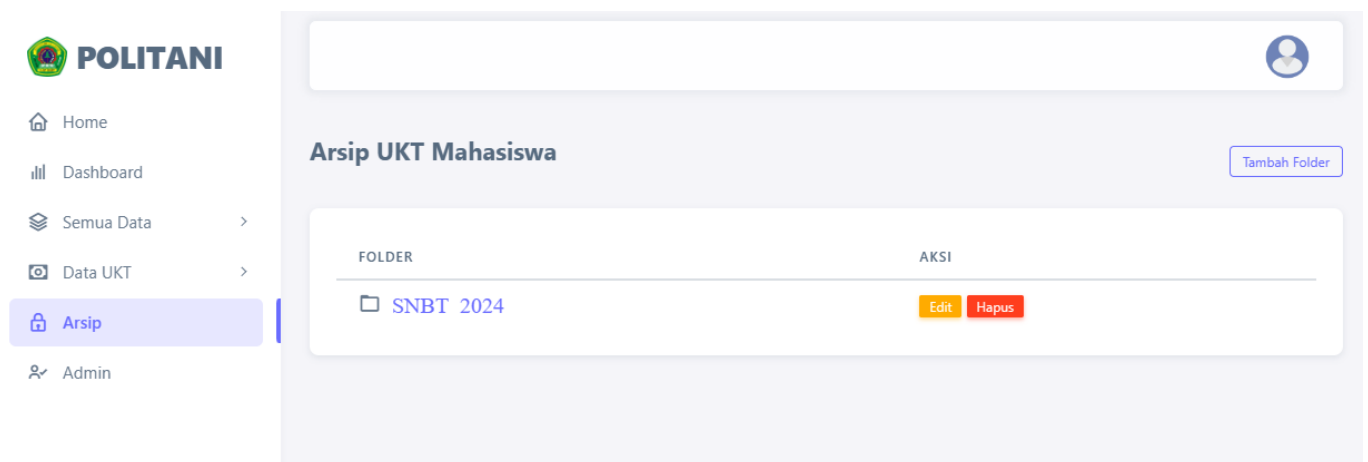 POLITANI
Home
Dashboard
Semua Data
Data UKT
Arsip
Admin
Arsip UKT Mahasiswa
Tambah Folder
FOLDER AKSI
SNBT 2024 Edit Hapus